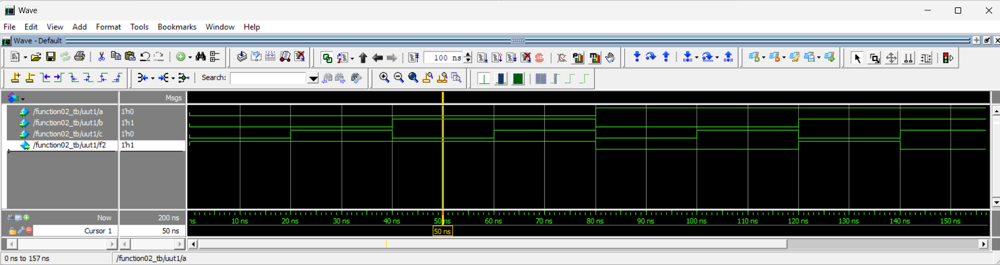 Wave
File Edit View Add Format Tools Bookmarks Window Help
Wave - Default
100 ns
Search:
Msgs
/function02_tb/uut1/a 1'h0
/function02_tb/uut1/b 1'h1
/function02_tb/uut1/c 1'h0
/function02_tb/uut1/f2 1'h1
Now 200 ns
ns 10 ns 20 ns 30 ns 40 ns 50 ns 60 ns 70 ns 80 ns 90 ns 100 ns 110 ns 120 ns 130 ns 140 ns 150 ns
Cursor 1 50 ns
50 ns
0 ns to 157 ns /function02_tb/uut1/a